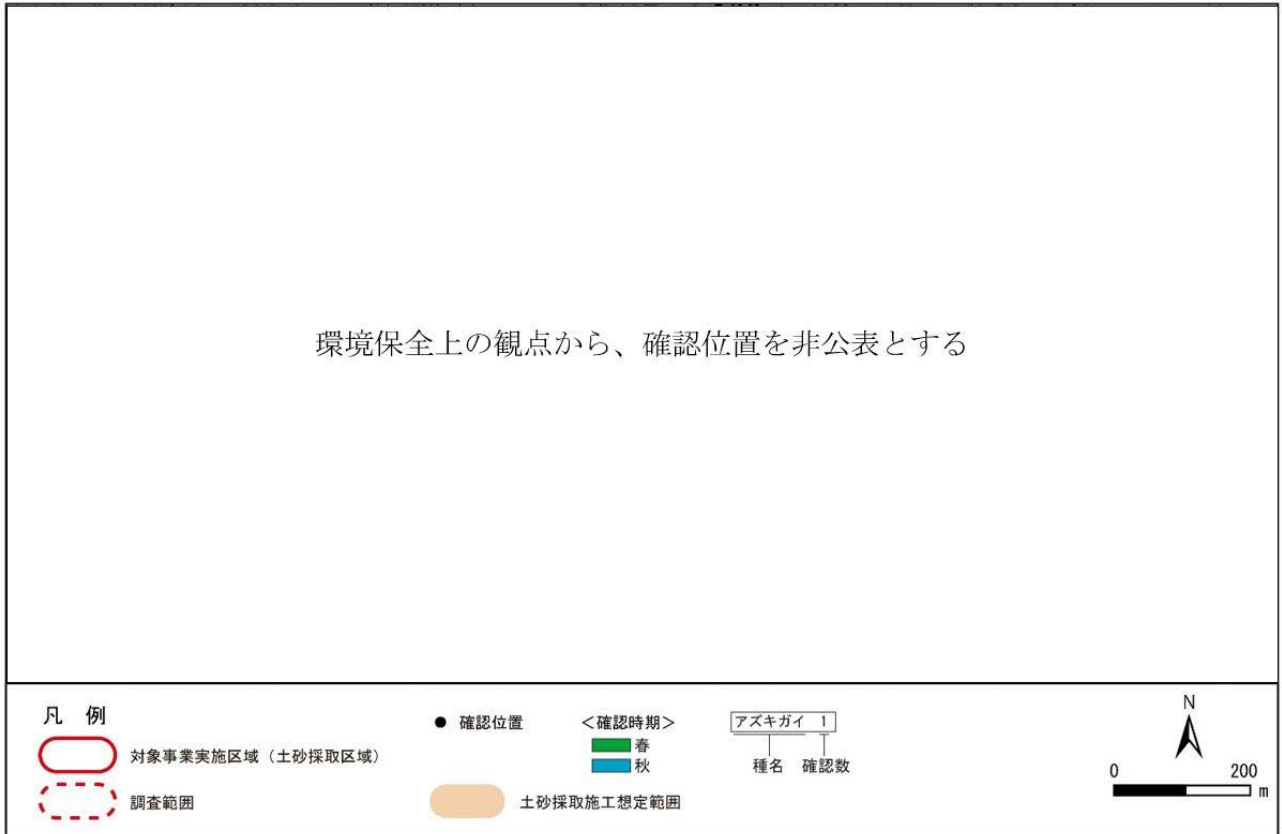 環境保全上の観点から、確認位置を非公表とする
凡 例
対象事業実施区域（土砂採取区域）
調査範囲
● 確認位置
土砂採取施工想定範囲
＜確認時期＞
春
秋
アズキガイ 1
種名 確認数
N
0 200
m